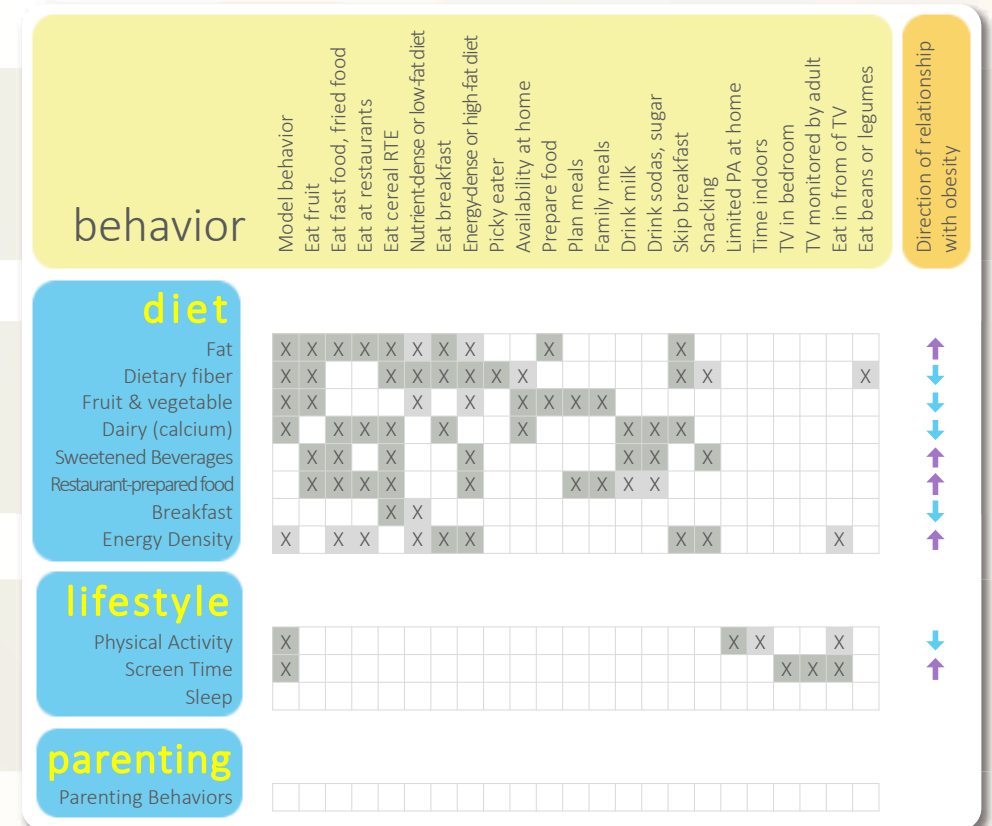 behavior
Model behavior
Eat fruit
Eat fast food, fried food
Eat at restaurants
Eat cereal RTE
Nutrient-dense or low-fat diet
Eat breakfast
Energy-dense or high-fat diet
Picky eater
Availability at home
Prepare food
Plan meals
Family meals
Drink milk
Drink sodas, sugar
Skip breakfast
Snacking
Limited PA at home
Time indoors
TV in bedroom
TV monitored by adult
Eat in from of TV
Eat beans or legumes
Direction of relationship
with obesity
diet
Fat X X X X X X X X X X
Dietary fiber X X X X X X X X X X X
Fruit & vegetable X X X X X X X X
Dairy (calcium) X X X X X X X X X
Sweetened Beverages X X X X X X X
Restaurant-prepared food X X X X X X X X X
Breakfast X X
Energy Density X X X X X X X X X
lifestyle
Physical Activity X X X X
Screen Time X X X X
Sleep
parenting
Parenting Behaviors